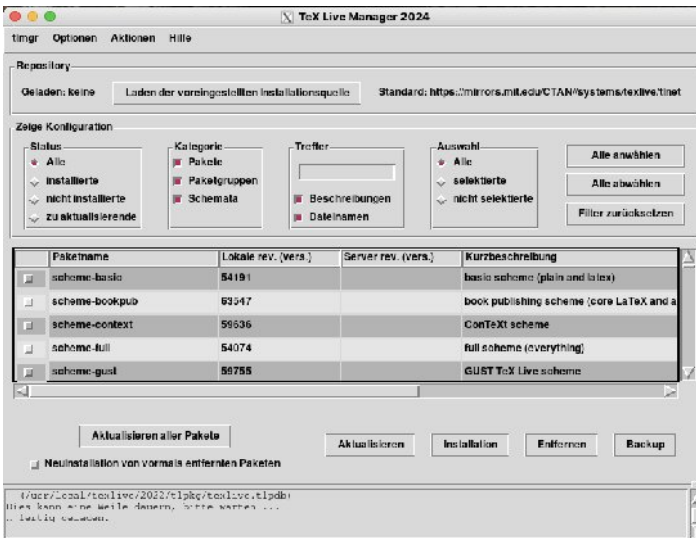 TeX Live Manager 2024
tlmgr Optionen Aktionen Hilfe
Repository
Geladen: keine Laden der voreingestellten Installationsquelle Standard: https://mirrors.mit.edu/CTAN//systems/texlive/tlnet
Zeige Konfiguration
Status Kategorie Treffer Auswahl
Alle Pakete Alle Alle anwählen
installierte Paketgruppen selektierte Alle abwählen
nicht installierte Schemata Beschreibungen nicht selektierte
zu aktualisierende Dateinamen Filter zurücksetzen
Paketname Lokale rev. (vers.) Server rev. (vers.) Kurzbeschreibung
scheme-basic 54191 basic scheme (plain and latex)
scheme-bookpub 63547 book publishing scheme (core LaTeX and a
scheme-context 59636 ConTeXt scheme
scheme-full 54074 full scheme (everything)
scheme-gust 59755 GUST TeX Live scheme
Aktualisieren aller Pakete Aktualisieren Installation Entfernen Backup
Neuinstallation von vormals entfernten Paketen
(/usr/local/texlive/2022/tlpkg/texlive.tlpdb)
Dies kann eine Weile dauern, bitte warten ...
fertig geladen.